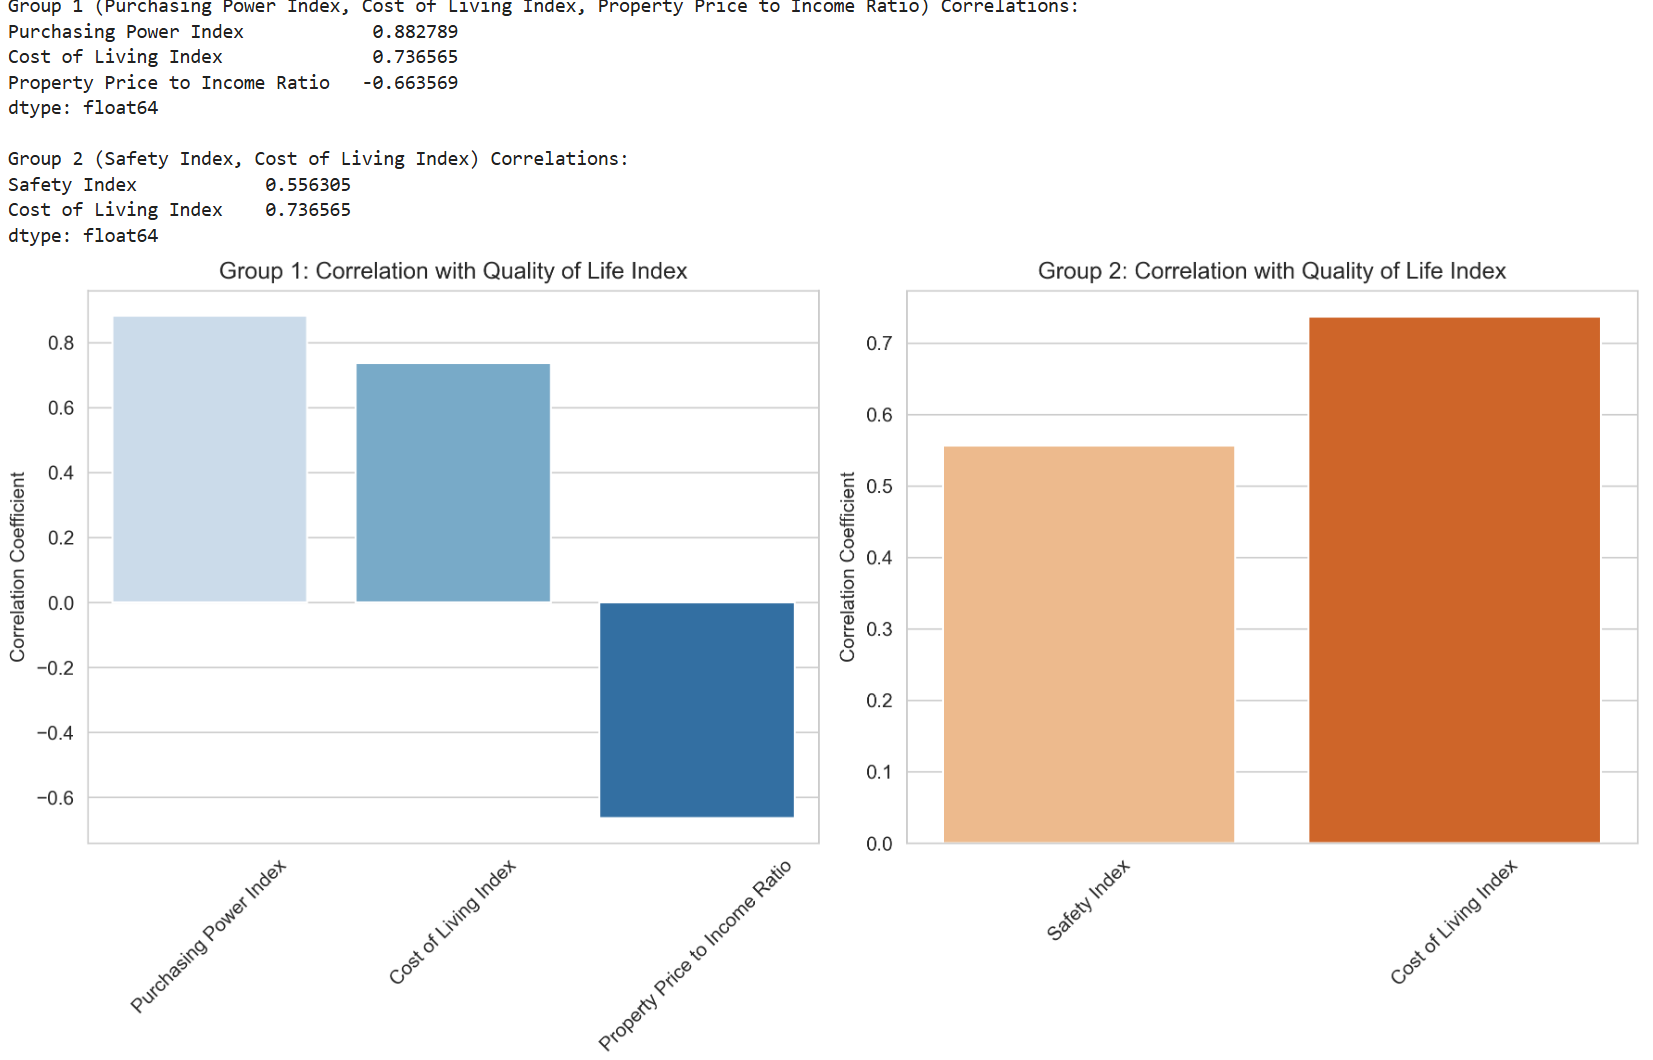 Group 1 (Purchasing Power Index, Cost of Living Index, Property Price to Income Ratio) Correlations:
Purchasing Power Index            0.882789
Cost of Living Index              0.736565
Property Price to Income Ratio   -0.663569
dtype: float64

Group 2 (Safety Index, Cost of Living Index) Correlations:
Safety Index            0.556305
Cost of Living Index    0.736565
dtype: float64
Group 1: Correlation with Quality of Life Index
Correlation Coefficient
0.8
0.6
0.4
0.2
0.0
−0.2
−0.4
−0.6
Purchasing Power Index
Cost of Living Index
Property Price to Income Ratio
Group 2: Correlation with Quality of Life Index
Correlation Coefficient
0.7
0.6
0.5
0.4
0.3
0.2
0.1
0.0
Safety Index
Cost of Living Index